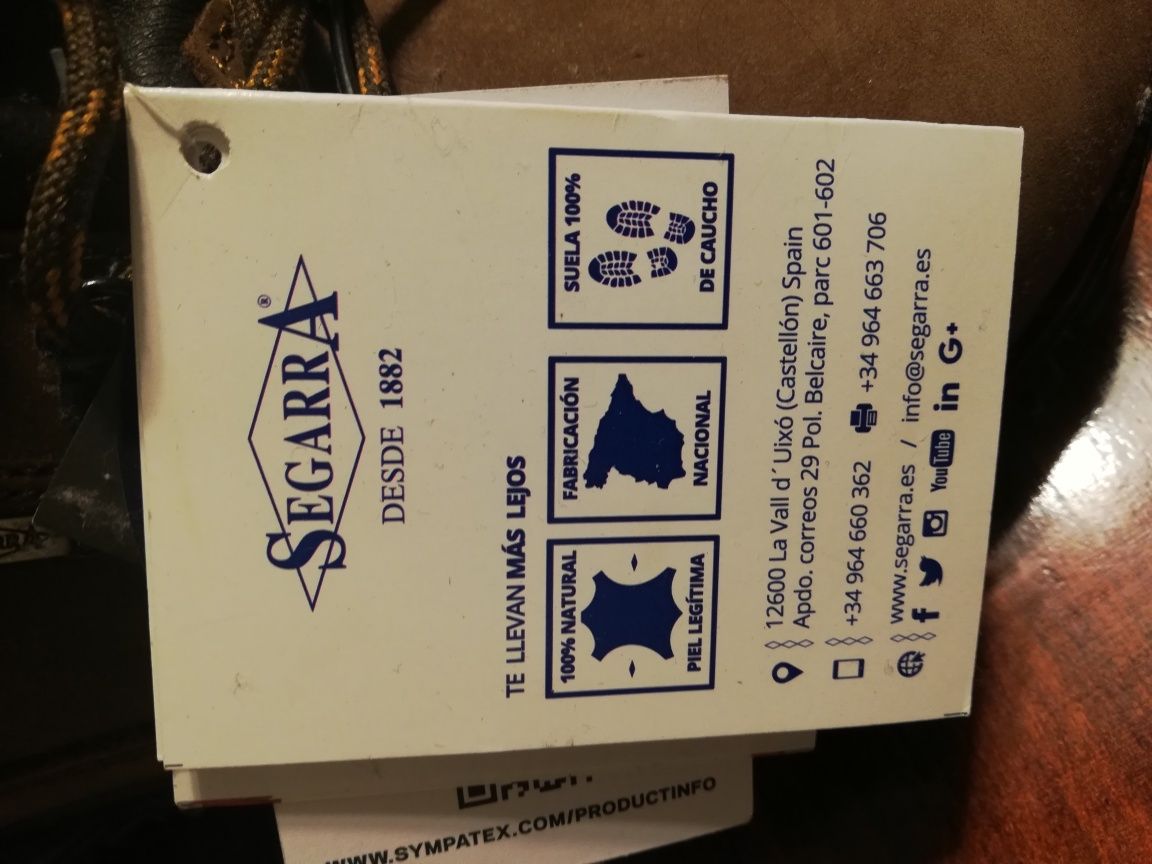 SEGARRA®
DESDE 1882
TE LLEVAN MÁS LEJOS
100% NATURAL
PIEL LEGÍTIMA
FABRICACIÓN
NACIONAL
SUELA 100%
DE CAUCHO
12600 La Vall d´Uixó (Castellón) Spain
Apdo. correos 29 Pol. Belcaire, parc 601-602
+34 964 660 362 +34 964 663 706
www.segarra.es / info@segarra.es
f YouTube in G+
WWW.SYMPATEX.COM/PRODUCTINFO